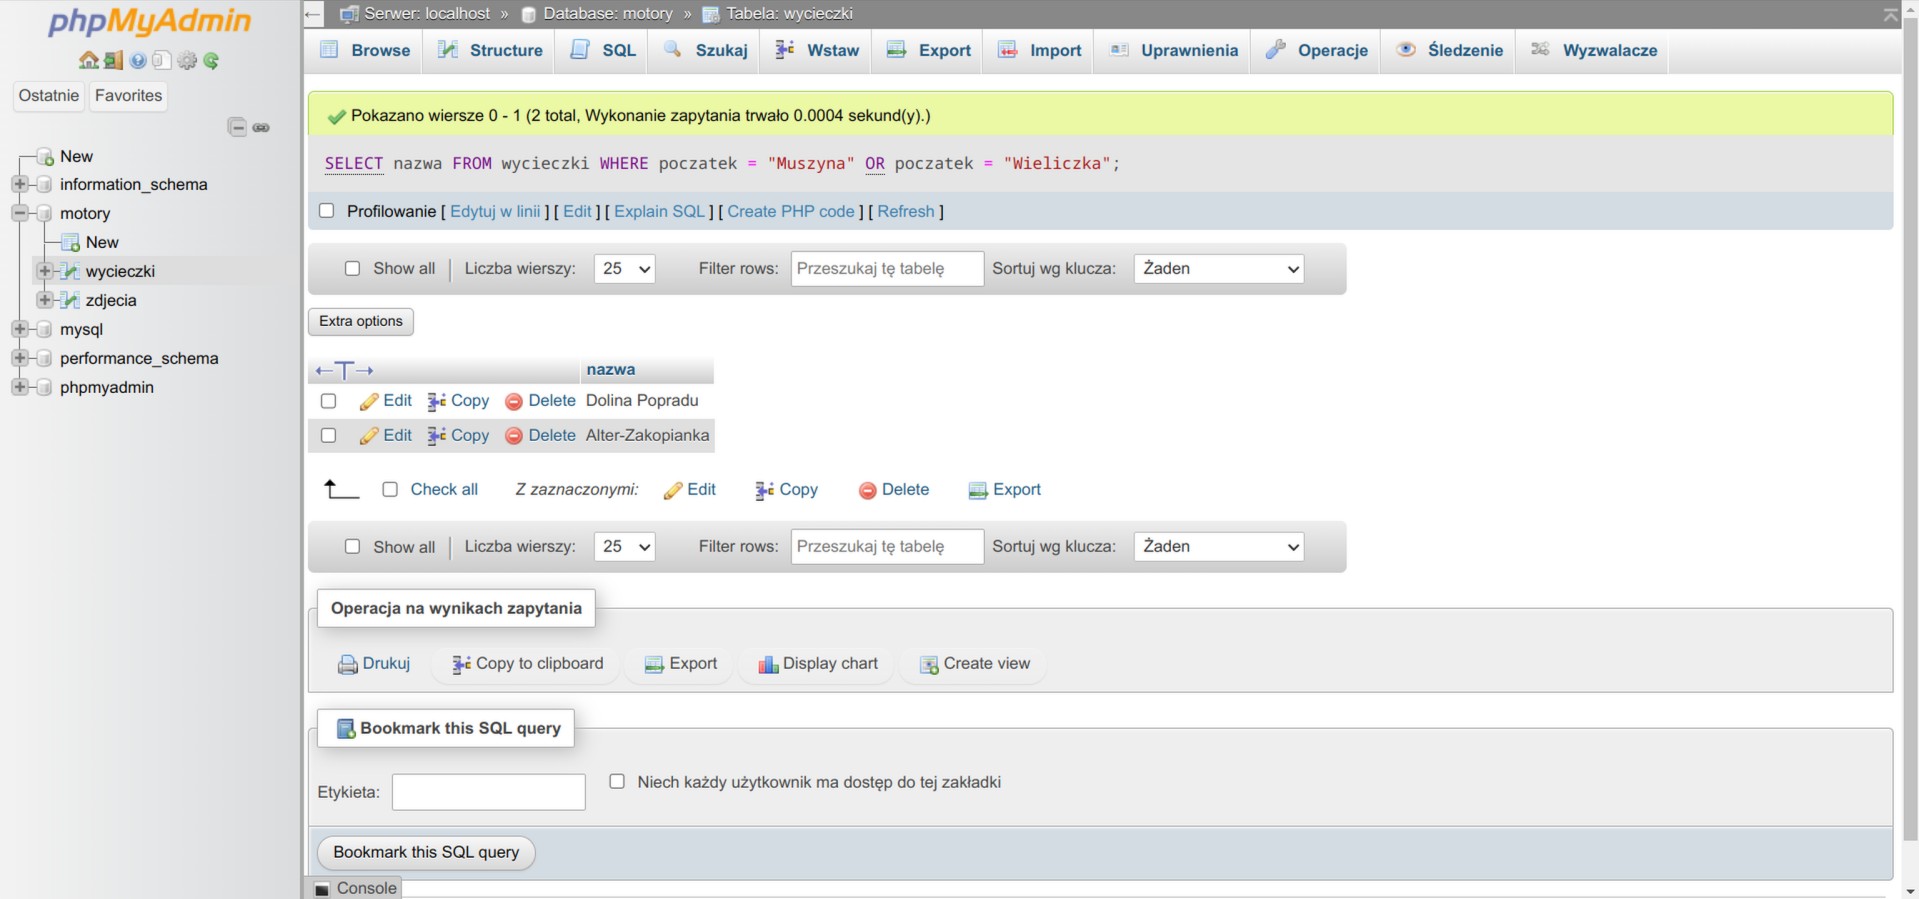 phpMyAdmin
Ostatnie Favorites
New
information_schema
motory
New
wycieczki
zdjecia
mysql
performance_schema
phpmyadmin
Serwer: localhost » Database: motory » Tabela: wycieczki
Browse Structure SQL Szukaj Wstaw Export Import Uprawnienia Operacje Śledzenie Wyzwalacze
Pokazano wiersze 0 - 1 (2 total, Wykonanie zapytania trwało 0.0004 sekund(y).)
SELECT nazwa FROM wycieczki WHERE poczatek = "Muszyna" OR poczatek = "Wieliczka";
Profilowanie [ Edytuj w linii ] [ Edit ] [ Explain SQL ] [ Create PHP code ] [ Refresh ]
Show all Liczba wierszy: 25 Filter rows: Przeszukaj tę tabelę Sortuj wg klucza: Żaden
Extra options
←T→ nazwa
Edit Copy Delete Dolina Popradu
Edit Copy Delete Alter-Zakopianka
Check all Z zaznaczonymi: Edit Copy Delete Export
Show all Liczba wierszy: 25 Filter rows: Przeszukaj tę tabelę Sortuj wg klucza: Żaden
Operacja na wynikach zapytania
Drukuj Copy to clipboard Export Display chart Create view
Bookmark this SQL query
Etykieta: Niech każdy użytkownik ma dostęp do tej zakładki
Bookmark this SQL query
Console